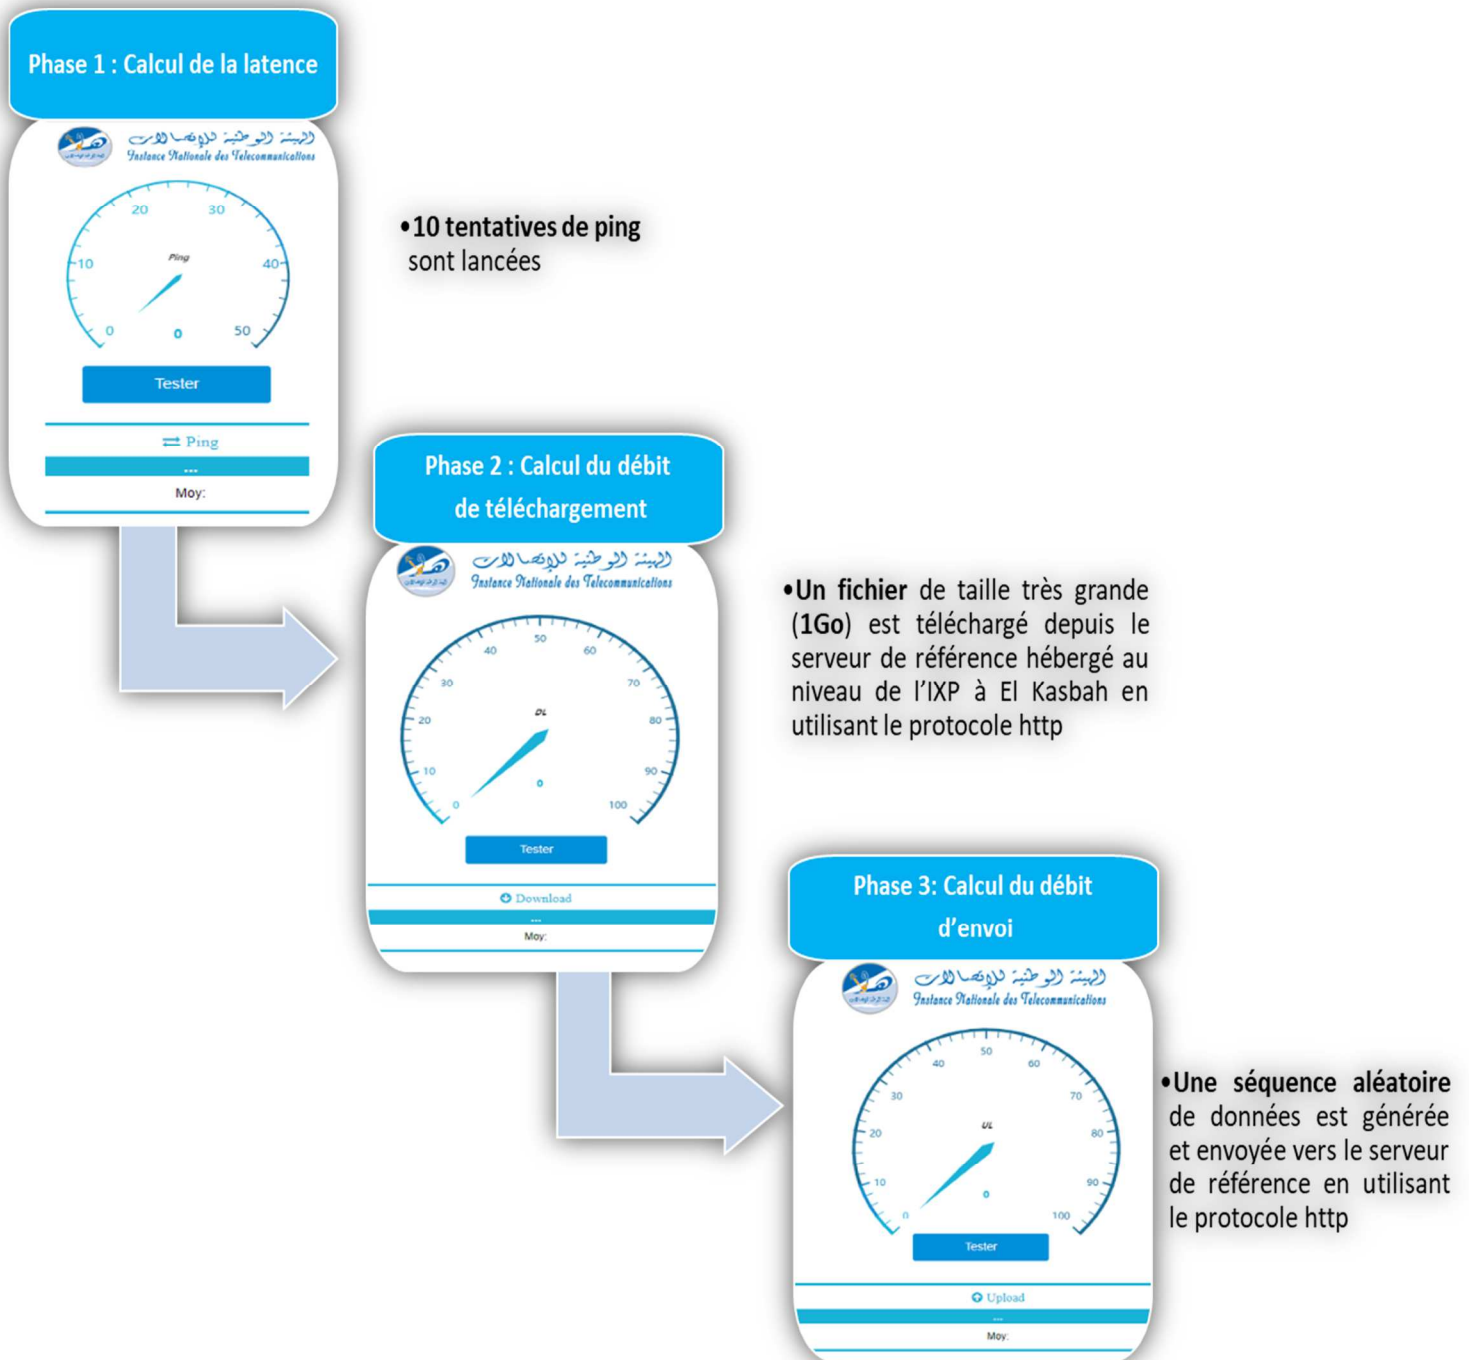 Phase 1 : Calcul de la latence
الهيئة الوطنية للإتصالات
Instance Nationale des Telecommunications
20
30
Ping
10
40
0
0
50
Tester
⇄ Ping
...
Moy:
•10 tentatives de ping
sont lancées
Phase 2 : Calcul du débit
de téléchargement
الهيئة الوطنية للإتصالات
Instance Nationale des Telecommunications
50
40
60
30
70
DL
20
80
10
90
0
0
100
Tester
Download
...
Moy:
•Un fichier de taille très grande
(1Go) est téléchargé depuis le
serveur de référence hébergé au
niveau de l’IXP à El Kasbah en
utilisant le protocole http
Phase 3: Calcul du débit
d’envoi
الهيئة الوطنية للإتصالات
Instance Nationale des Telecommunications
50
40
60
30
70
UL
20
80
10
90
0
0
100
Tester
Upload
...
Moy:
•Une séquence aléatoire
de données est générée
et envoyée vers le serveur
de référence en utilisant
le protocole http